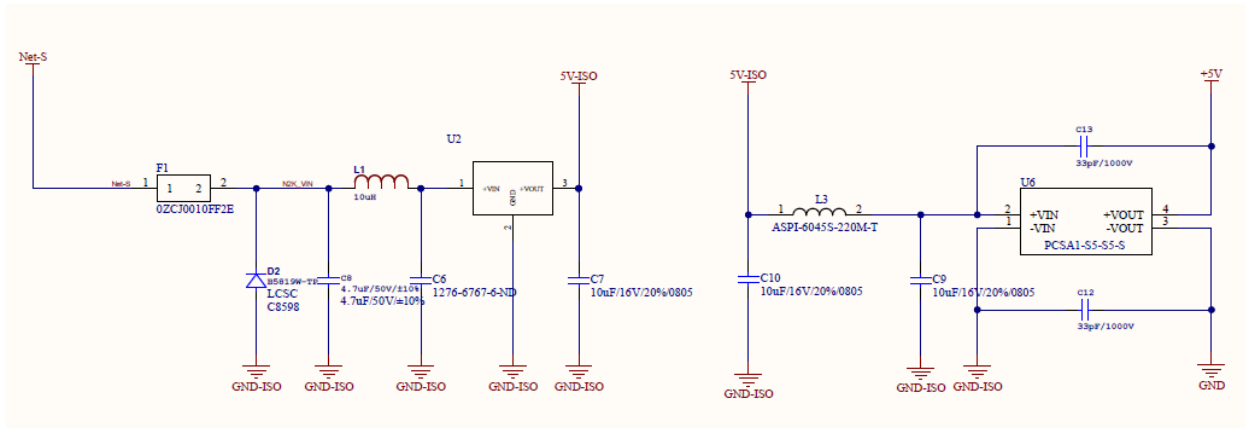 Net-S
Net-S
1
F1
1 2
2
0ZCJ0010FF2E
N2K_VIN
D2
B5819W-TP
LCSC
C8598
GND-ISO
C8
4.7uF/50V/±10%
4.7uF/50V/±10%
GND-ISO
L1
10uH
C6
1276-6767-6-ND
GND-ISO
U2
1
+VIN
GND
+VOUT
3
2
GND-ISO
5V-ISO
C7
10uF/16V/20%/0805
GND-ISO
5V-ISO
C10
10uF/16V/20%/0805
GND-ISO
L3
1
2
ASPI-6045S-220M-T
C9
10uF/16V/20%/0805
C13
33pF/1000V
U6
2
1
+VIN
-VIN
+VOUT
-VOUT
4
3
PCSA1-S5-S5-S
C12
33pF/1000V
GND-ISO
+5V
GND